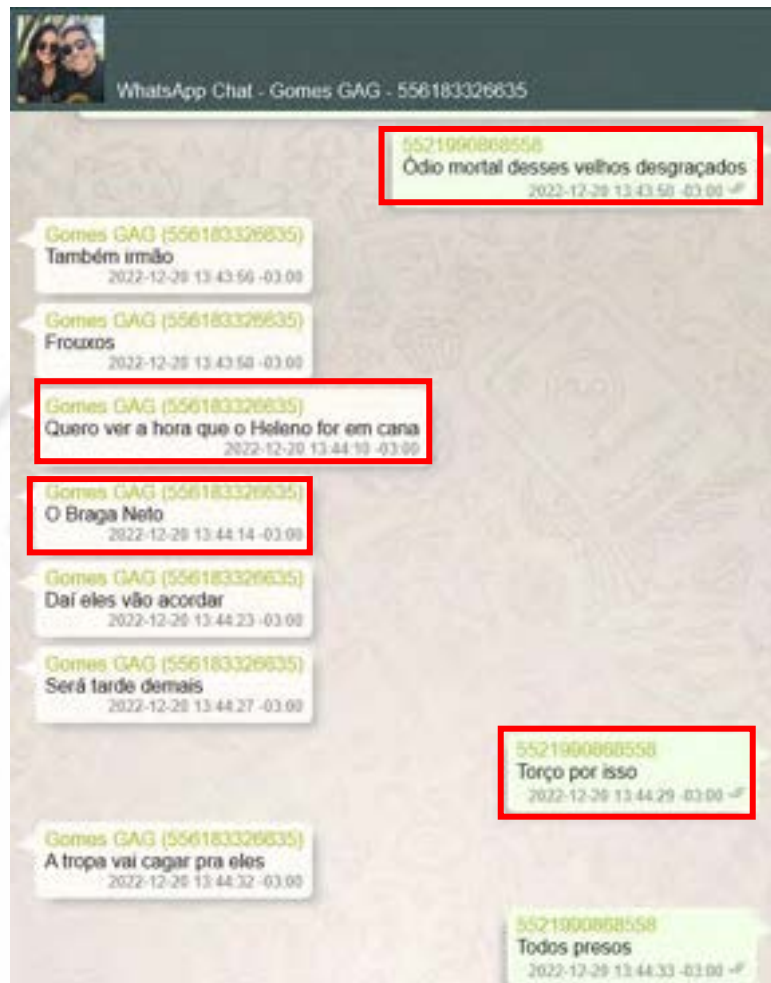 WhatsApp Chat - Gomes GAG - 556183326635
5521990868558
Ódio mortal desses velhos desgraçados
2022-12-20 13:43:50 -03:00
Gomes GAG (556183326635)
Também irmão
2022-12-20 13:43:56 -03:00
Gomes GAG (556183326635)
Frouxos
2022-12-20 13:43:58 -03:00
Gomes GAG (556183326635)
Quero ver a hora que o Heleno for em cana
2022-12-20 13:44:10 -03:00
Gomes GAG (556183326635)
O Braga Neto
2022-12-20 13:44:14 -03:00
Gomes GAG (556183326635)
Daí eles vão acordar
2022-12-20 13:44:23 -03:00
Gomes GAG (556183326635)
Será tarde demais
2022-12-20 13:44:27 -03:00
5521990868558
Torço por isso
2022-12-20 13:44:29 -03:00
Gomes GAG (556183326635)
A tropa vai cagar pra eles
2022-12-20 13:44:32 -03:00
5521990868558
Todos presos
2022-12-20 13:44:33 -03:00